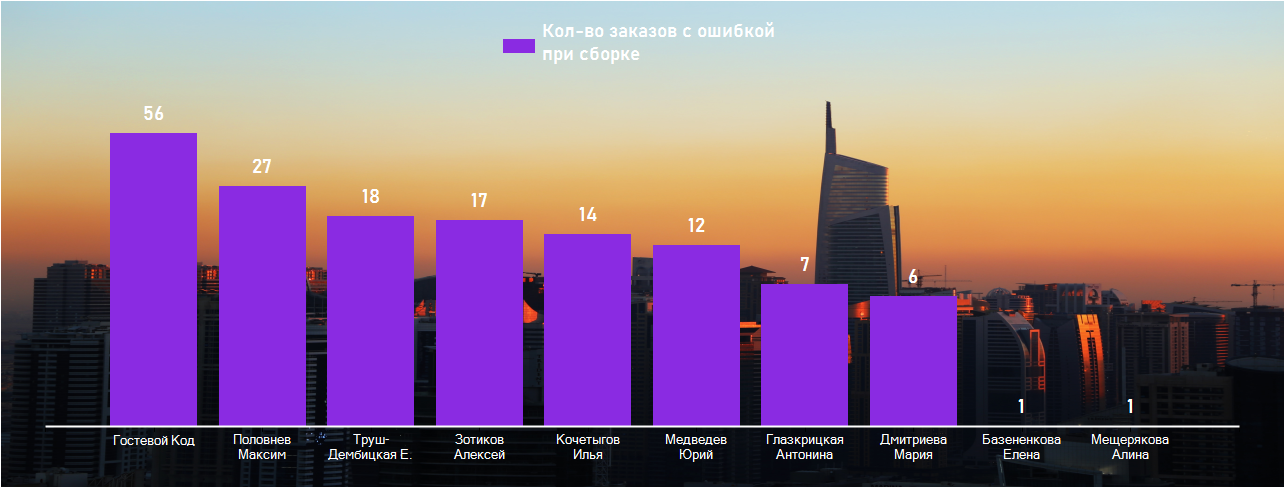 Кол-во заказов с ошибкой
при сборке
56
27
18
17
14
12
7
6
1
1
Гостевой Код
Половнев
Максим
Труш-
Дембицкая Е.
Зотиков
Алексей
Кочетыгов
Илья
Медведев
Юрий
Глазкрицкая
Антонина
Дмитриева
Мария
Базененкова
Елена
Мещерякова
Алина